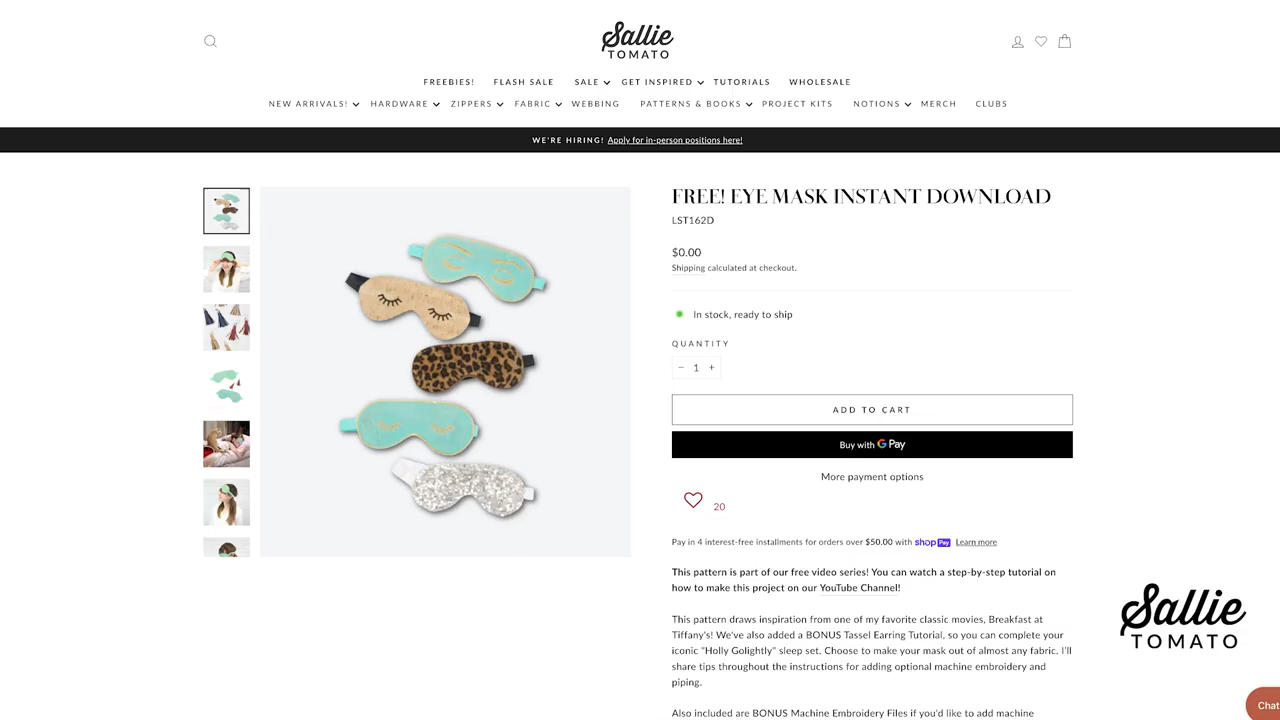 Sallie
TOMATO
FREEBIES! FLASH SALE SALE GET INSPIRED TUTORIALS WHOLESALE
NEW ARRIVALS! HARDWARE ZIPPERS FABRIC WEBBING PATTERNS & BOOKS PROJECT KITS NOTIONS MERCH CLUBS
WE'RE HIRING! Apply for in-person positions here!
FREE! EYE MASK INSTANT DOWNLOAD
LST162D
$0.00
Shipping calculated at checkout.
In stock, ready to ship
QUANTITY
− 1 +
ADD TO CART
Buy with G Pay
More payment options
20
Pay in 4 interest-free installments for orders over $50.00 with shop Pay Learn more
This pattern is part of our free video series! You can watch a step-by-step tutorial on
how to make this project on our YouTube Channel!
This pattern draws inspiration from one of my favorite classic movies, Breakfast at
Tiffany's! We've also added a BONUS Tassel Earring Tutorial, so you can complete your
iconic "Holly Golightly" sleep set. Choose to make your mask out of almost any fabric. I'll
share tips throughout the instructions for adding optional machine embroidery and
piping.
Also included are BONUS Machine Embroidery Files if you'd like to add machine
Sallie
TOMATO
Chat